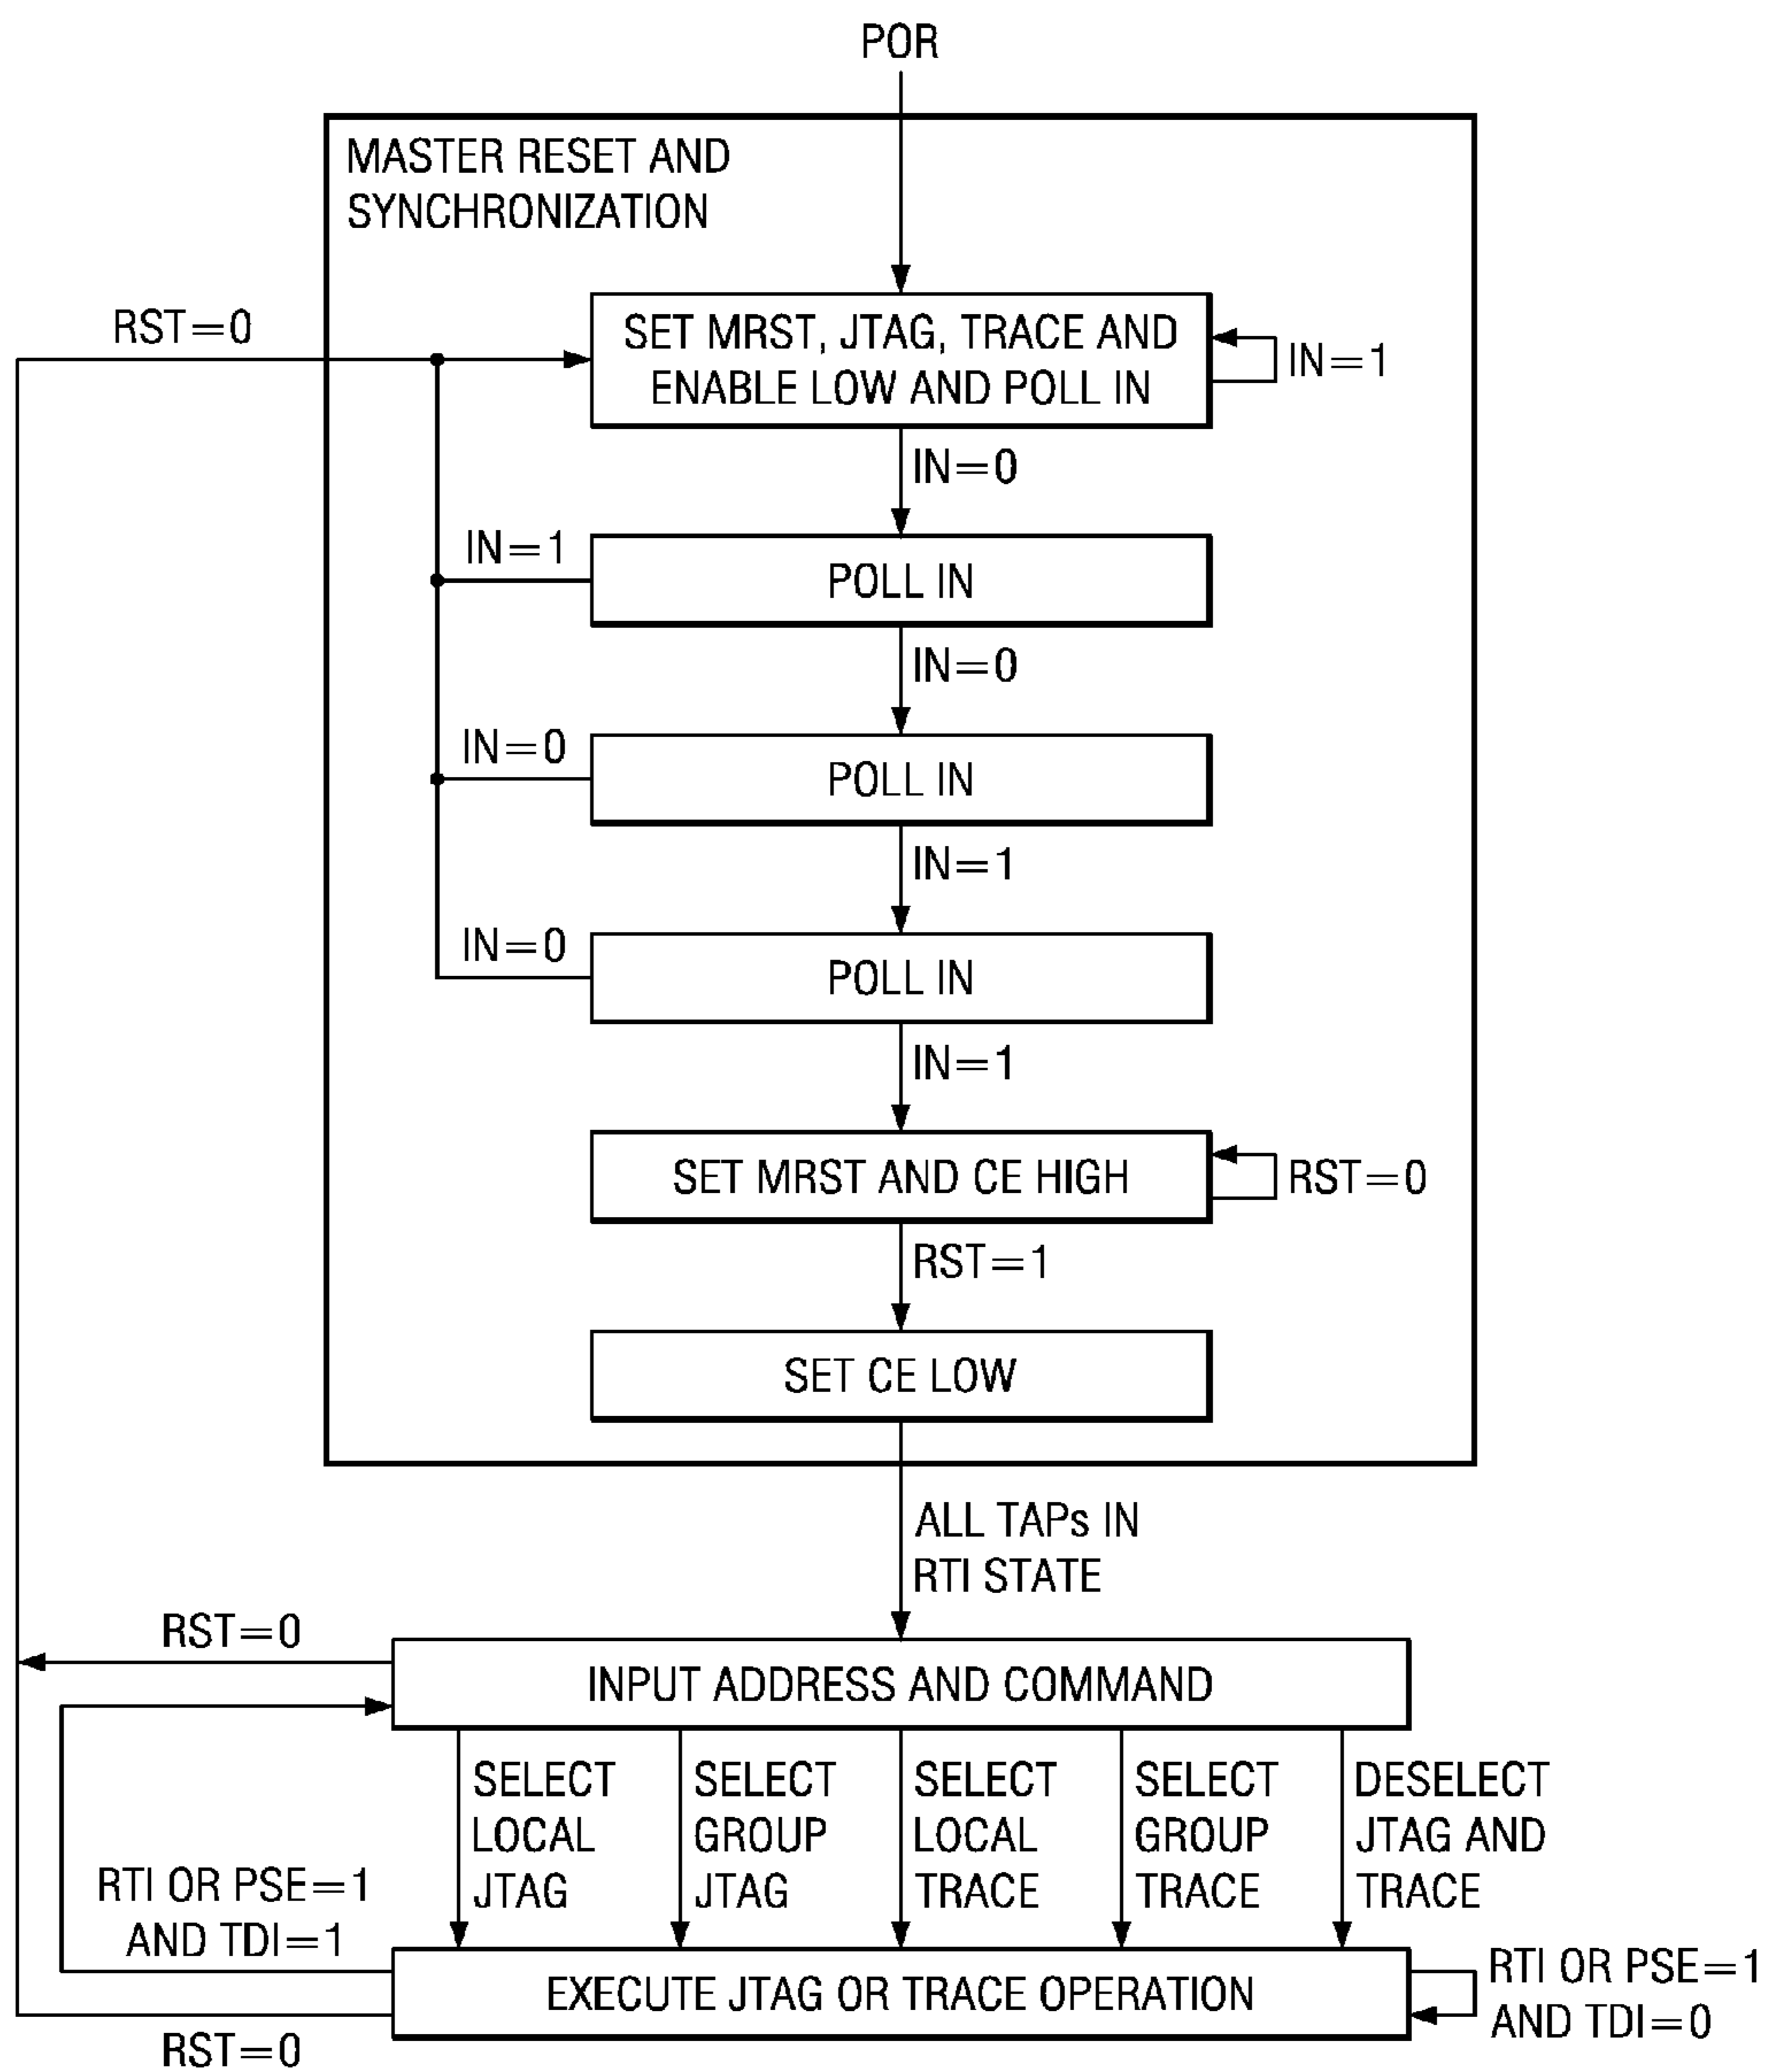 POR
MASTER RESET AND
SYNCHRONIZATION
RST=0
SET MRST, JTAG, TRACE AND
ENABLE LOW AND POLL IN
IN=1
IN=0
IN=1
POLL IN
IN=0
IN=0
POLL IN
IN=1
IN=0
POLL IN
IN=1
SET MRST AND CE HIGH
RST=0
RST=1
SET CE LOW
ALL TAPs IN
RTI STATE
RST=0
INPUT ADDRESS AND COMMAND
SELECT
LOCAL
JTAG
SELECT
GROUP
JTAG
SELECT
LOCAL
TRACE
SELECT
GROUP
TRACE
DESELECT
JTAG AND
TRACE
RTI OR PSE=1
AND TDI=1
EXECUTE JTAG OR TRACE OPERATION
RTI OR PSE=1
AND TDI=0
RST=0